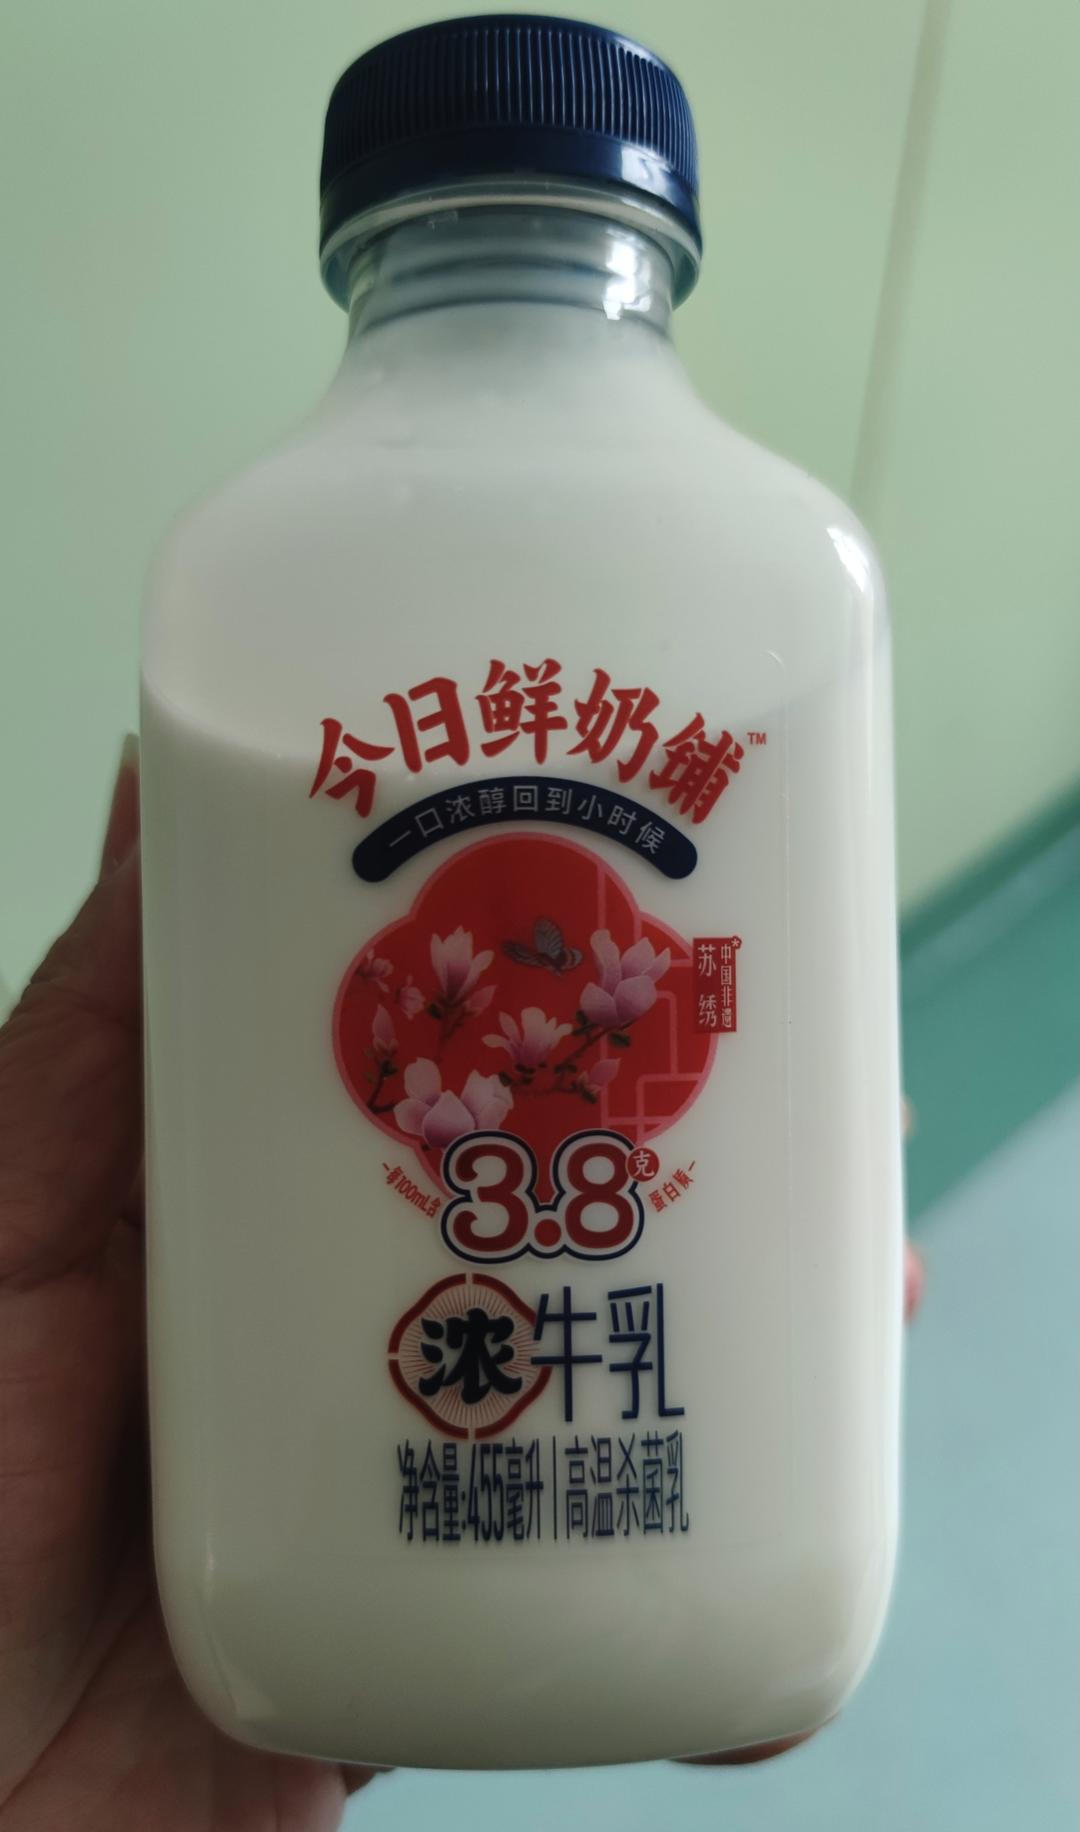 今日鲜奶铺™
一口浓醇回到小时候
中国非遗*
苏绣
每100mL含
3.8克
蛋白质
浓牛乳
净含量:455毫升|高温杀菌乳